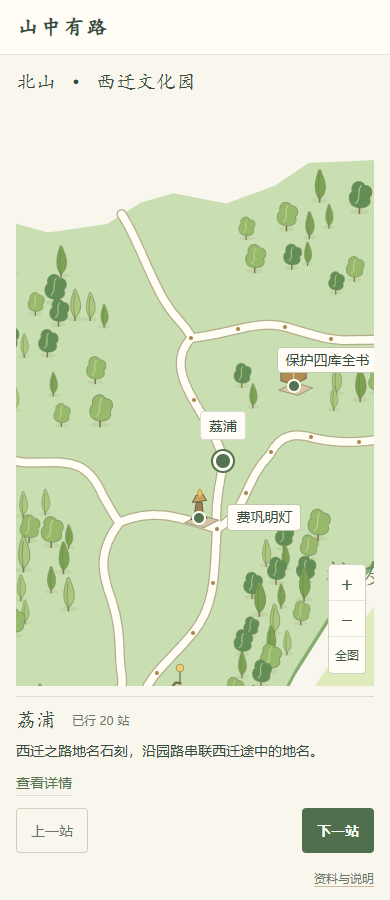 山中有路
北山 • 西迁文化园
保护四库全书
荔浦
费巩明灯
+
−
全图
荔浦 已行 20 站
西迁之路地名石刻，沿园路串联西迁途中的地名。
查看详情
上一站 下一站
资料与说明